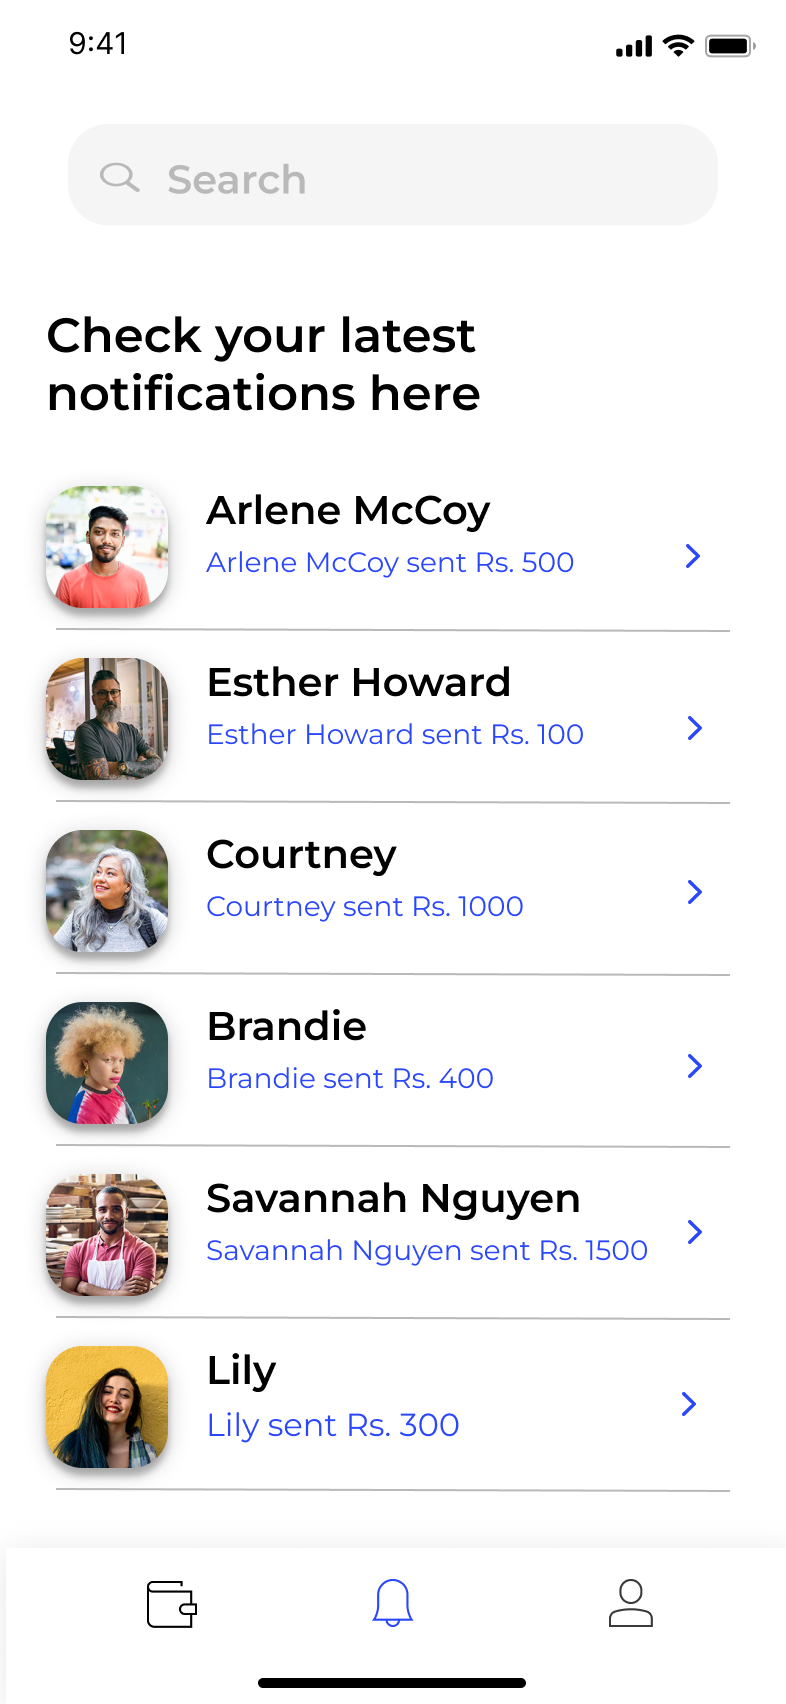 9:41
Search
Check your latest
notifications here
Arlene McCoy
Arlene McCoy sent Rs. 500
Esther Howard
Esther Howard sent Rs. 100
Courtney
Courtney sent Rs. 1000
Brandie
Brandie sent Rs. 400
Savannah Nguyen
Savannah Nguyen sent Rs. 1500
Lily
Lily sent Rs. 300